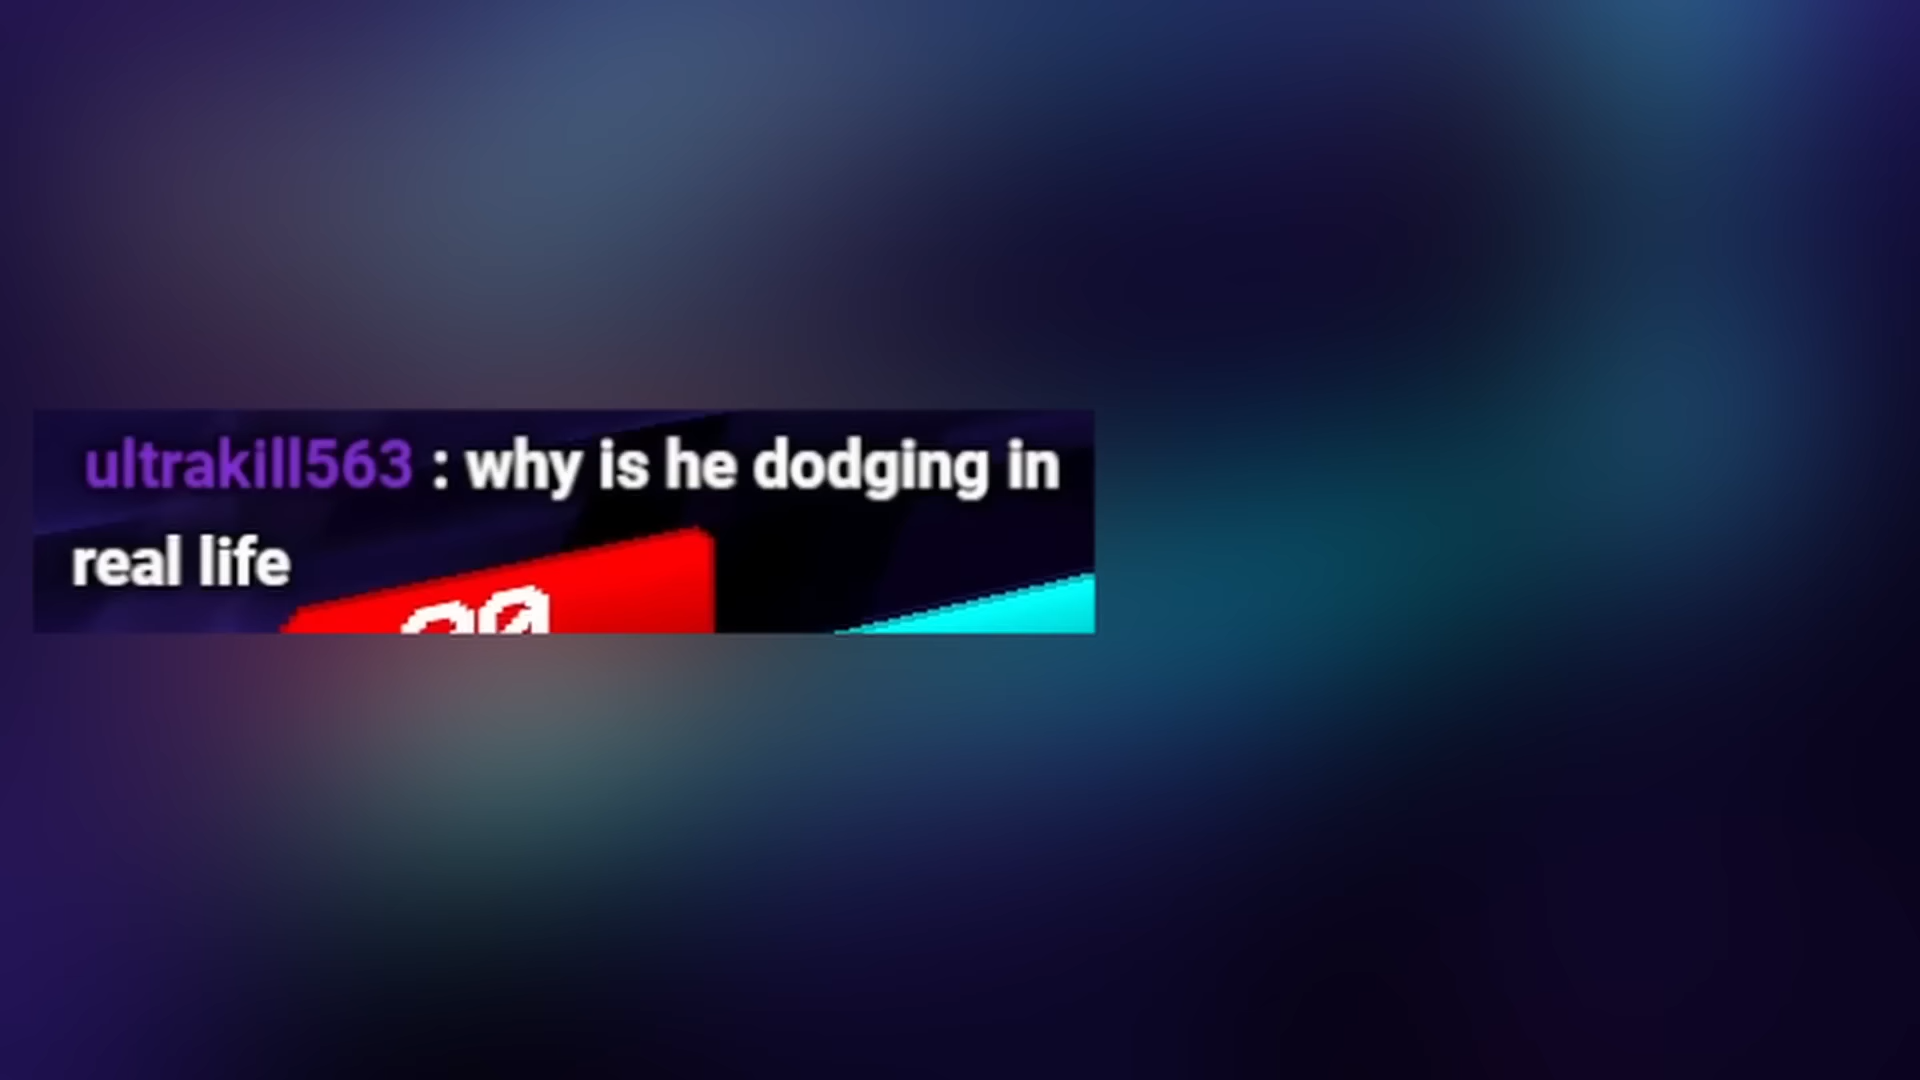 ultrakill563 : why is he dodging in
real life